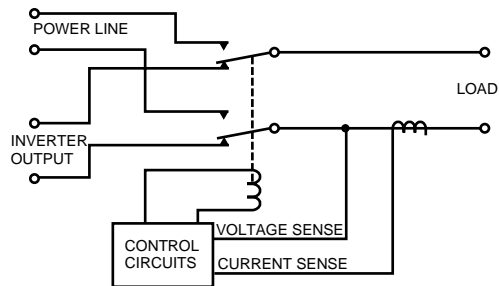 POWER LINE
LOAD
INVERTER
OUTPUT
VOLTAGE SENSE
CONTROL
CIRCUITS
CURRENT SENSE